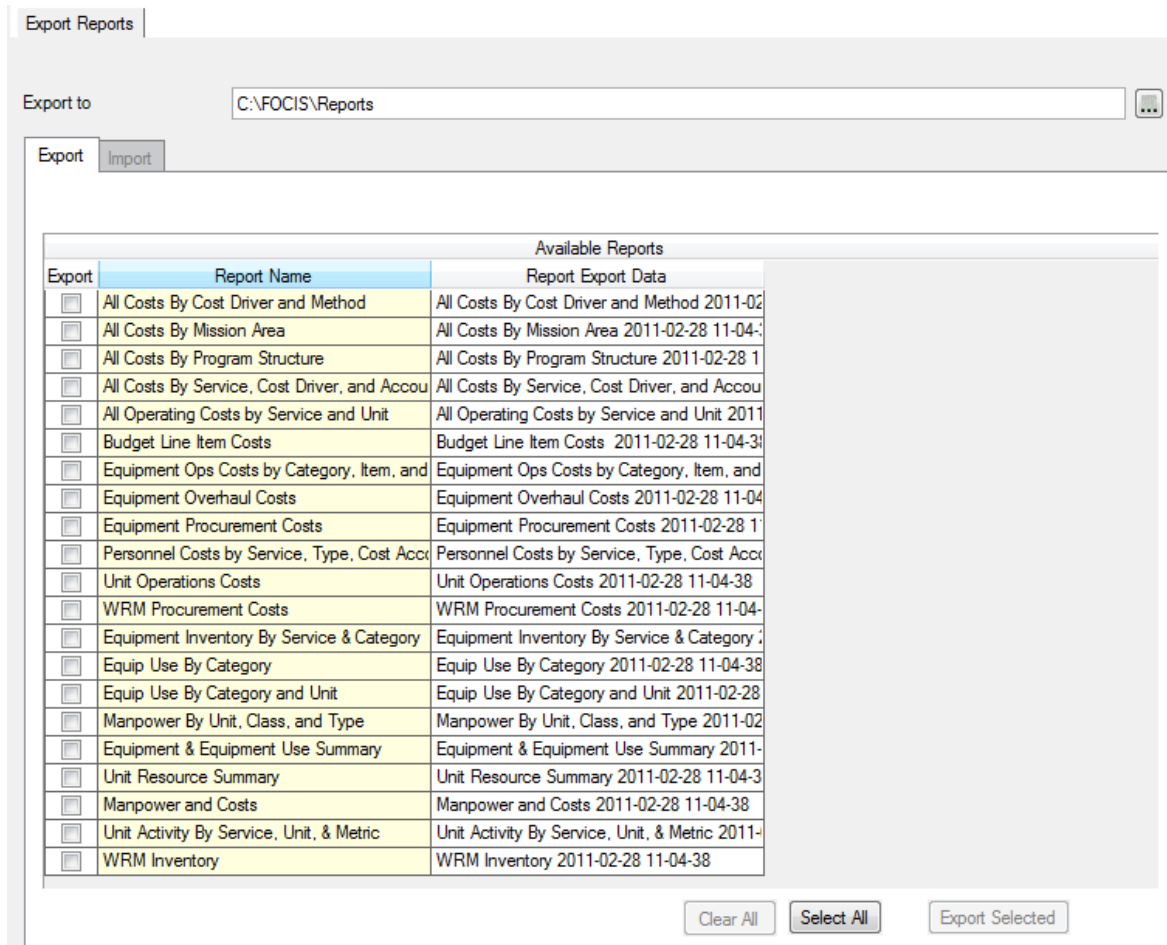 Export Reports
Export to C:\FOCIS\Reports ...
Export Import
Available Reports
Export Report Name Report Export Data
All Costs By Cost Driver and Method All Costs By Cost Driver and Method 2011-02
All Costs By Mission Area All Costs By Mission Area 2011-02-28 11-04-
All Costs By Program Structure All Costs By Program Structure 2011-02-28 1
All Costs By Service, Cost Driver, and Accou All Costs By Service, Cost Driver, and Accou
All Operating Costs by Service and Unit All Operating Costs by Service and Unit 2011
Budget Line Item Costs Budget Line Item Costs 2011-02-28 11-04-3
Equipment Ops Costs by Category, Item, and Equipment Ops Costs by Category, Item, and
Equipment Overhaul Costs Equipment Overhaul Costs 2011-02-28 11-04
Equipment Procurement Costs Equipment Procurement Costs 2011-02-28 1
Personnel Costs by Service, Type, Cost Acc Personnel Costs by Service, Type, Cost Acc
Unit Operations Costs Unit Operations Costs 2011-02-28 11-04-38
WRM Procurement Costs WRM Procurement Costs 2011-02-28 11-04-
Equipment Inventory By Service & Category Equipment Inventory By Service & Category
Equip Use By Category Equip Use By Category 2011-02-28 11-04-38
Equip Use By Category and Unit Equip Use By Category and Unit 2011-02-28
Manpower By Unit, Class, and Type Manpower By Unit, Class, and Type 2011-02
Equipment & Equipment Use Summary Equipment & Equipment Use Summary 2011-
Unit Resource Summary Unit Resource Summary 2011-02-28 11-04-3
Manpower and Costs Manpower and Costs 2011-02-28 11-04-38
Unit Activity By Service, Unit, & Metric Unit Activity By Service, Unit, & Metric 2011-
WRM Inventory WRM Inventory 2011-02-28 11-04-38
Clear All Select All Export Selected